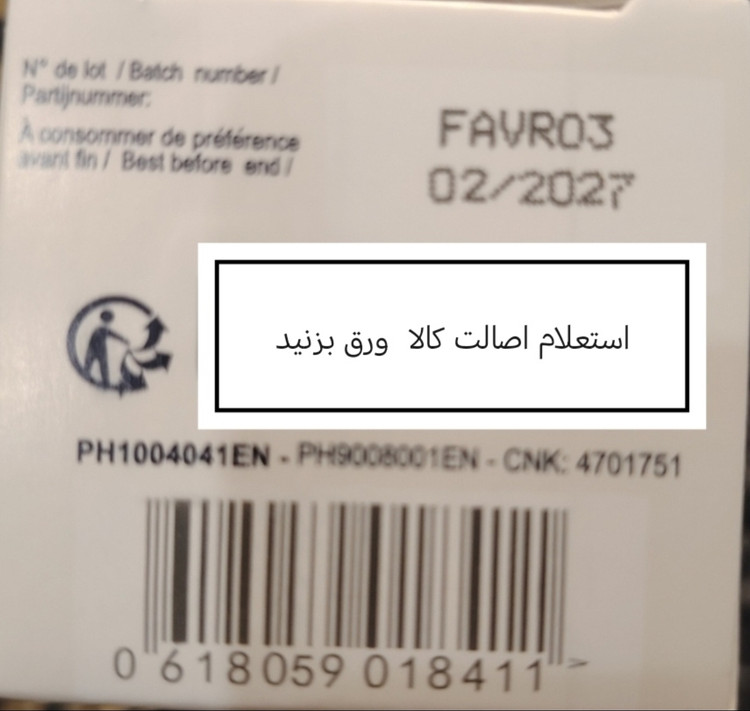 N° de lot / Batch number /
Partijnummer:
À consommer de préférence
avant fin / Best before end /
FAVR03
02/2027
استعلام اصالت کالا ورق بزنید
PH1004041EN - PH9008001EN - CNK: 4701751
0 618059 018411 >